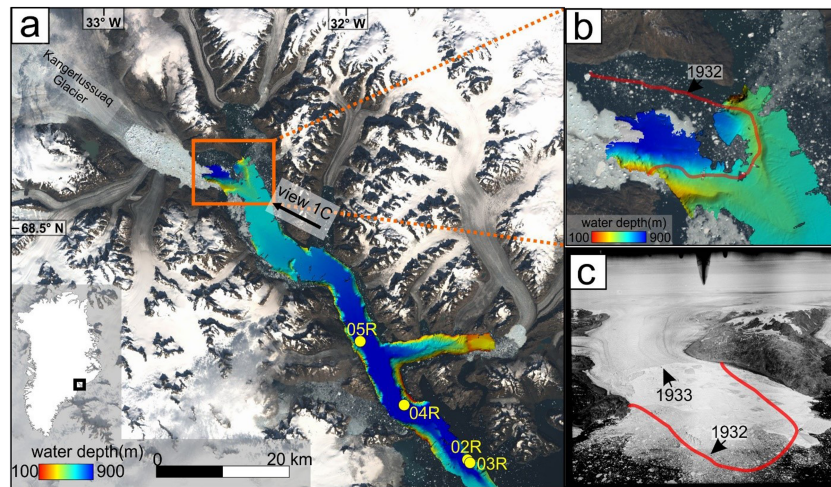 a
33° W
32° W
Kangerlussuaq
Glacier
view 1C
68.5° N
05R
04R
02R
03R
water depth(m)
100 900
0 20 km
b
1932
water depth(m)
100 900
c
1933
1932